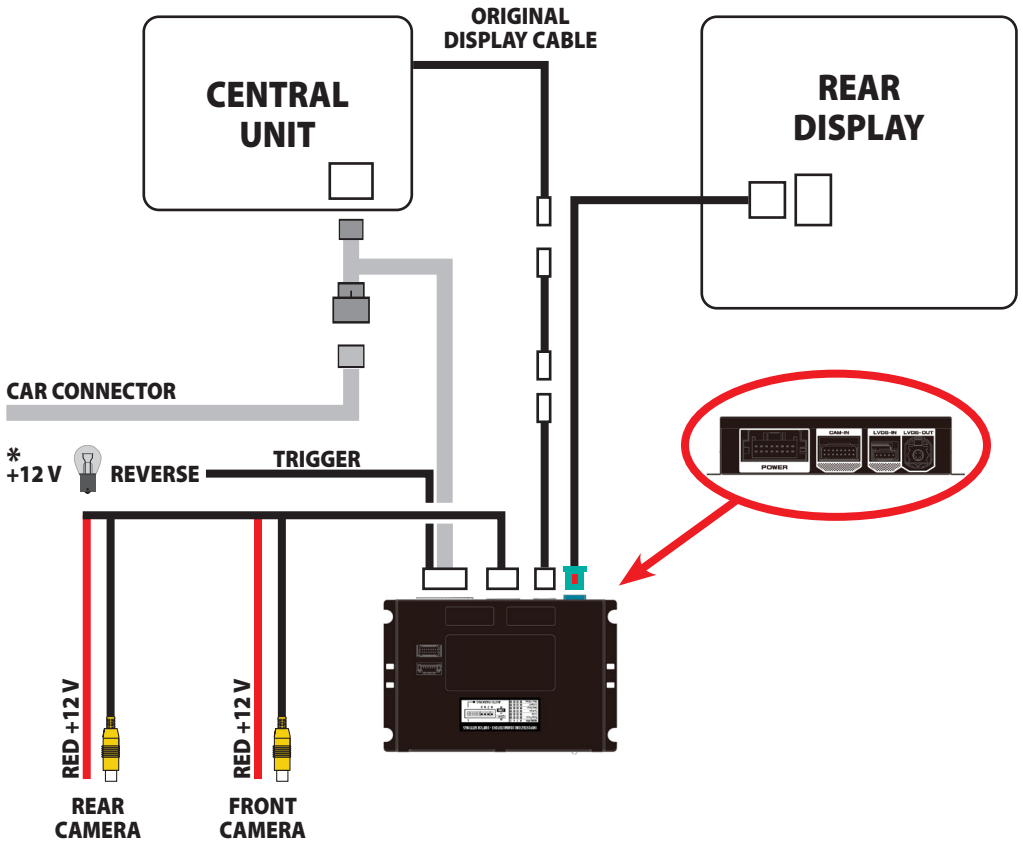 ORIGINAL
DISPLAY CABLE
CENTRAL
UNIT
REAR
DISPLAY
CAR CONNECTOR
*
+12 V
REVERSE
TRIGGER
POWER
CAM-IN
LVDS-IN
LVDS-OUT
RED +12 V
RED +12 V
REAR
CAMERA
FRONT
CAMERA